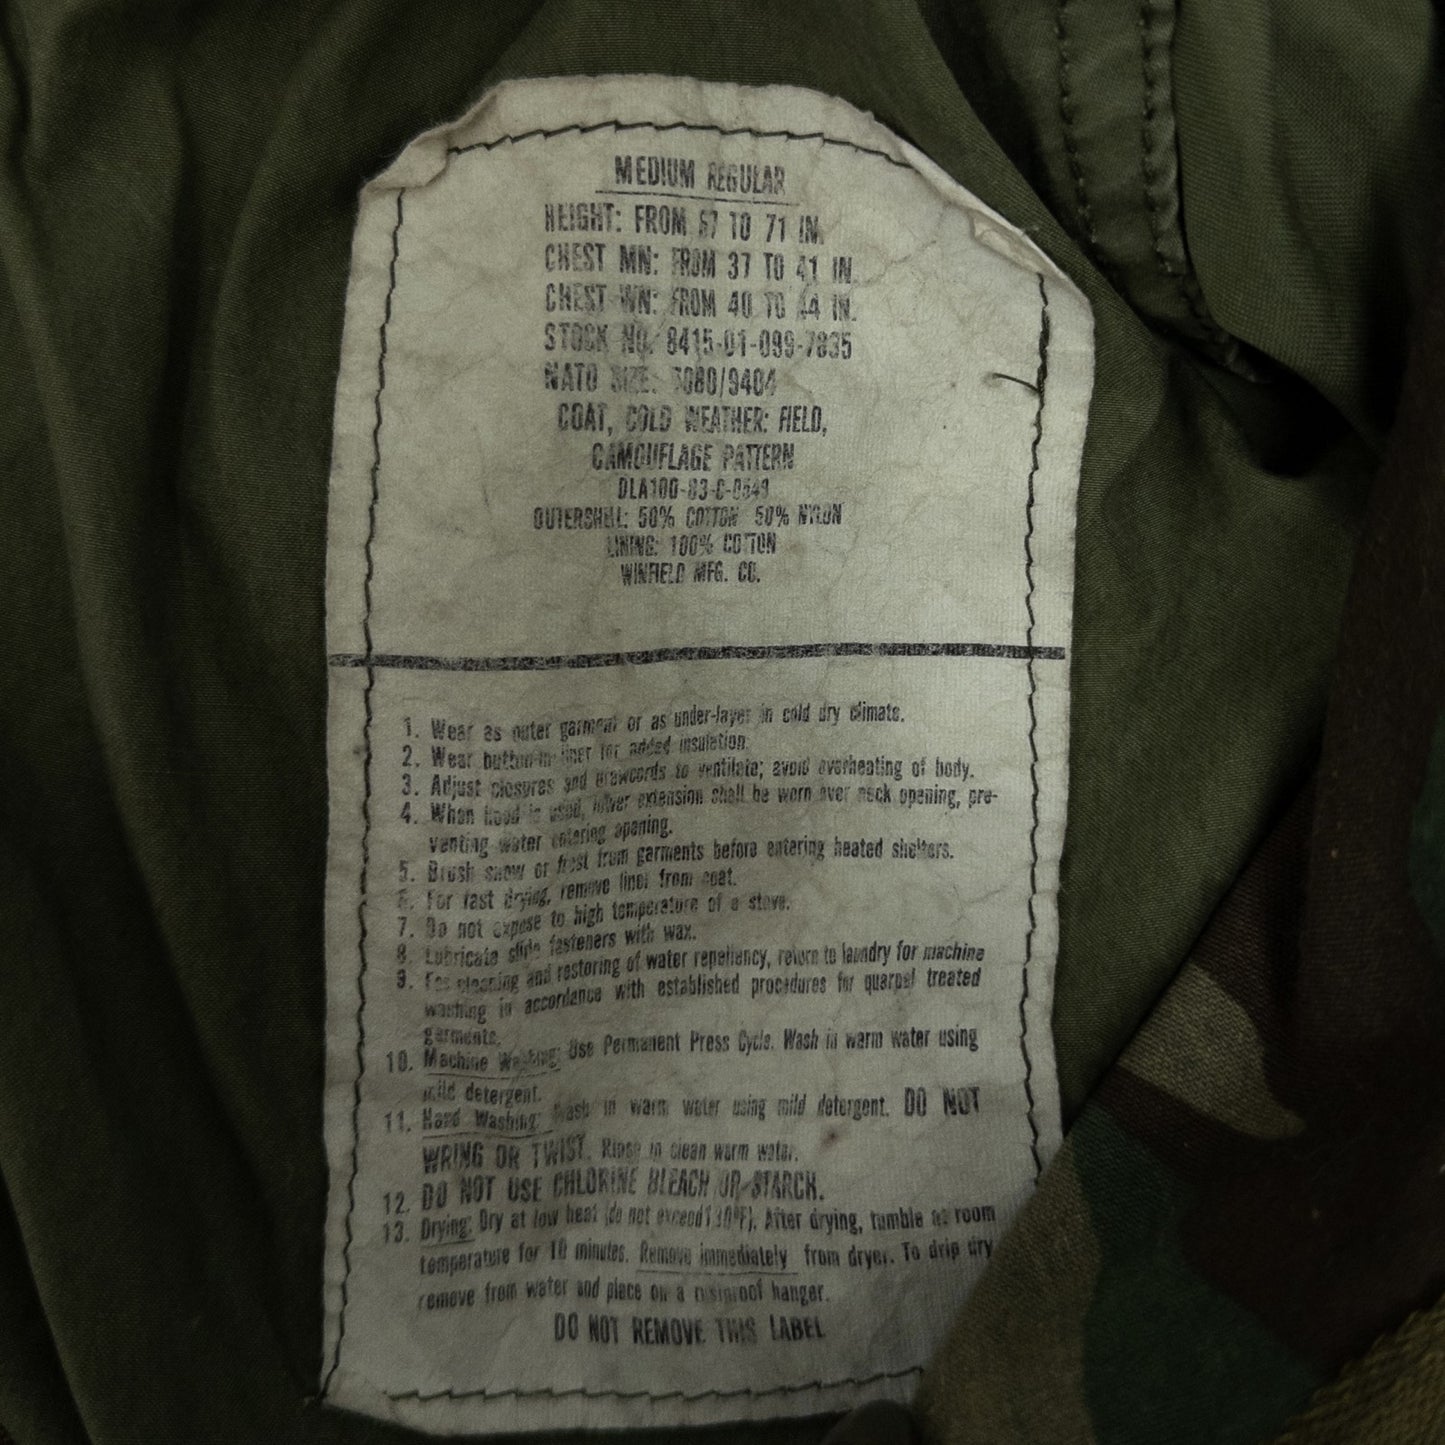 MEDIUM REGULAR
HEIGHT: FROM 67 TO 71 IN.
CHEST MN: FROM 37 TO 41 IN.
CHEST WN: FROM 40 TO 44 IN.
STOCK NO. 8415-01-099-7835
NATO SIZE: 7080/9404
COAT, COLD WEATHER: FIELD,
CAMOUFLAGE PATTERN
DLA100-83-C-0549
OUTERSHELL: 50% COTTON 50% NYLON
LINING: 100% COTTON
WINFIELD MFG. CO.
1. Wear as outer garment or as under-layer in cold dry climate.
2. Wear button-in-liner for added insulation.
3. Adjust closures and drawcords to ventilate; avoid overheating of body.
4. When hood is used, lower extension shall be worn over neck opening, pre-
venting water entering opening.
5. Brush snow or frost from garments before entering heated shelters.
6. For fast drying, remove liner from coat.
7. Do not expose to high temperature of a stove.
8. Lubricate slide fasteners with wax.
9. For cleaning and restoring of water repellency, return to laundry for machine
washing in accordance with established procedures for quarpel treated
garments.
10. Machine Washing: Use Permanent Press Cycle. Wash in warm water using
mild detergent.
11. Hand Washing: Wash in warm water using mild detergent. DO NOT
WRING OR TWIST. Rinse in clean warm water.
12. DO NOT USE CHLORINE BLEACH OR STARCH.
13. Drying: Dry at low heat (do not exceed 130°F). After drying, tumble at room
temperature for 10 minutes. Remove immediately from dryer. To drip dry
remove from water and place on a rustproof hanger.
DO NOT REMOVE THIS LABEL